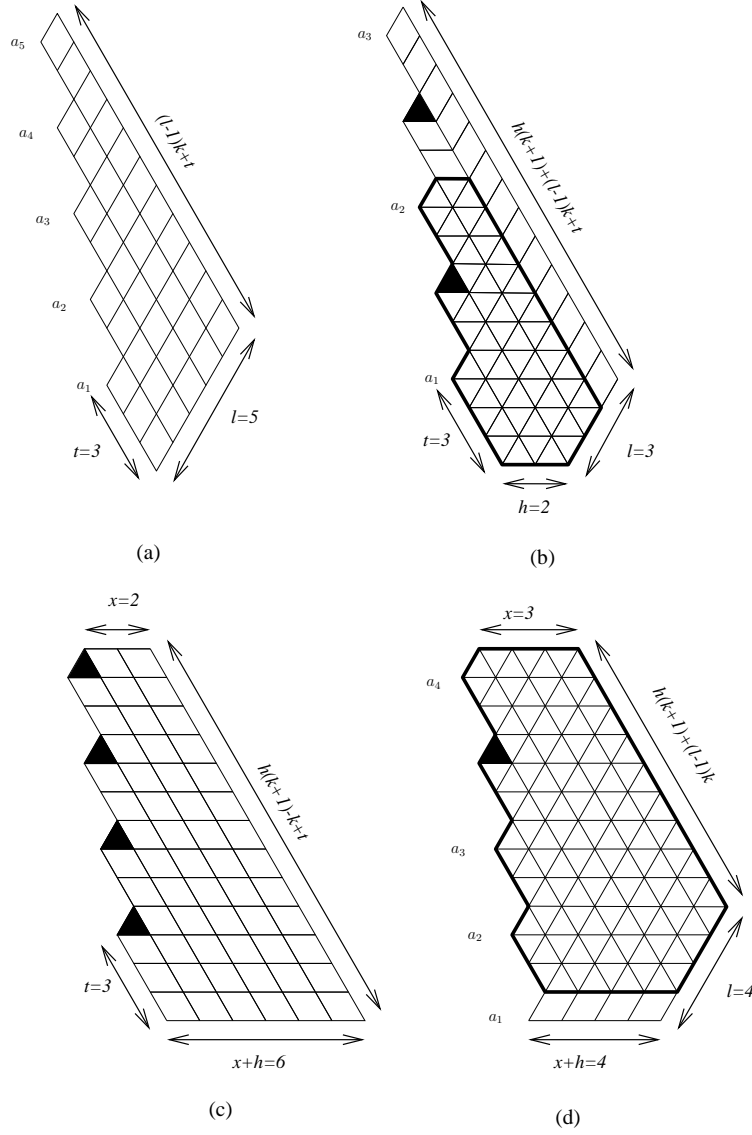 a5
(l-1)k+t
a4
a3
a2
a1
t=3
l=5
(a)
a3
h(k+1)+(l-1)k+t
a2
a1
t=3
l=3
h=2
(b)
x=2
h(k+1)-k+t
t=3
x+h=6
(c)
x=3
a4
h(k+1)+(l-1)k
a3
a2
l=4
a1
x+h=4
(d)